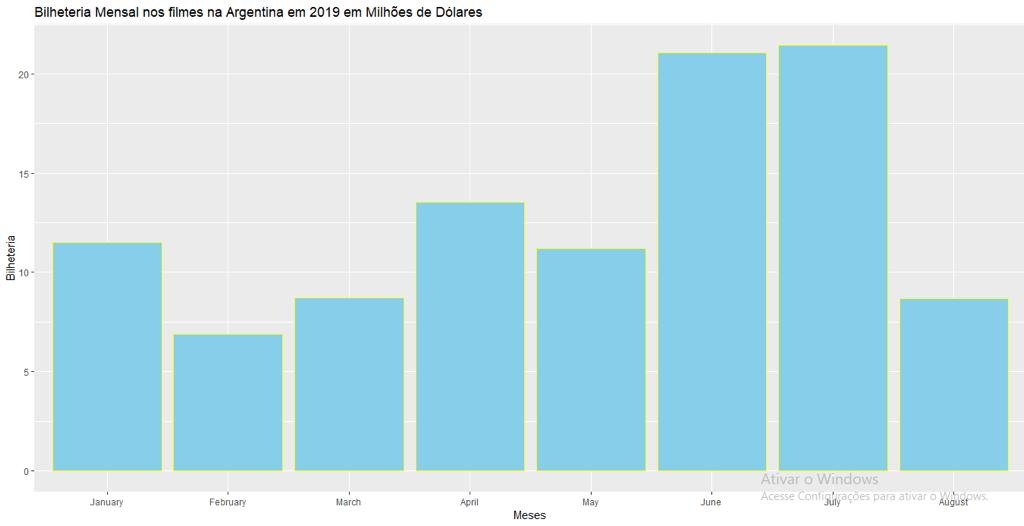 Bilheteria Mensal nos filmes na Argentina em 2019 em Milhões de Dólares
20
15
10
5
0
Bilheteria
January February March April May June July August
Meses
Ativar o Windows
Acesse Configurações para ativar o Windows.